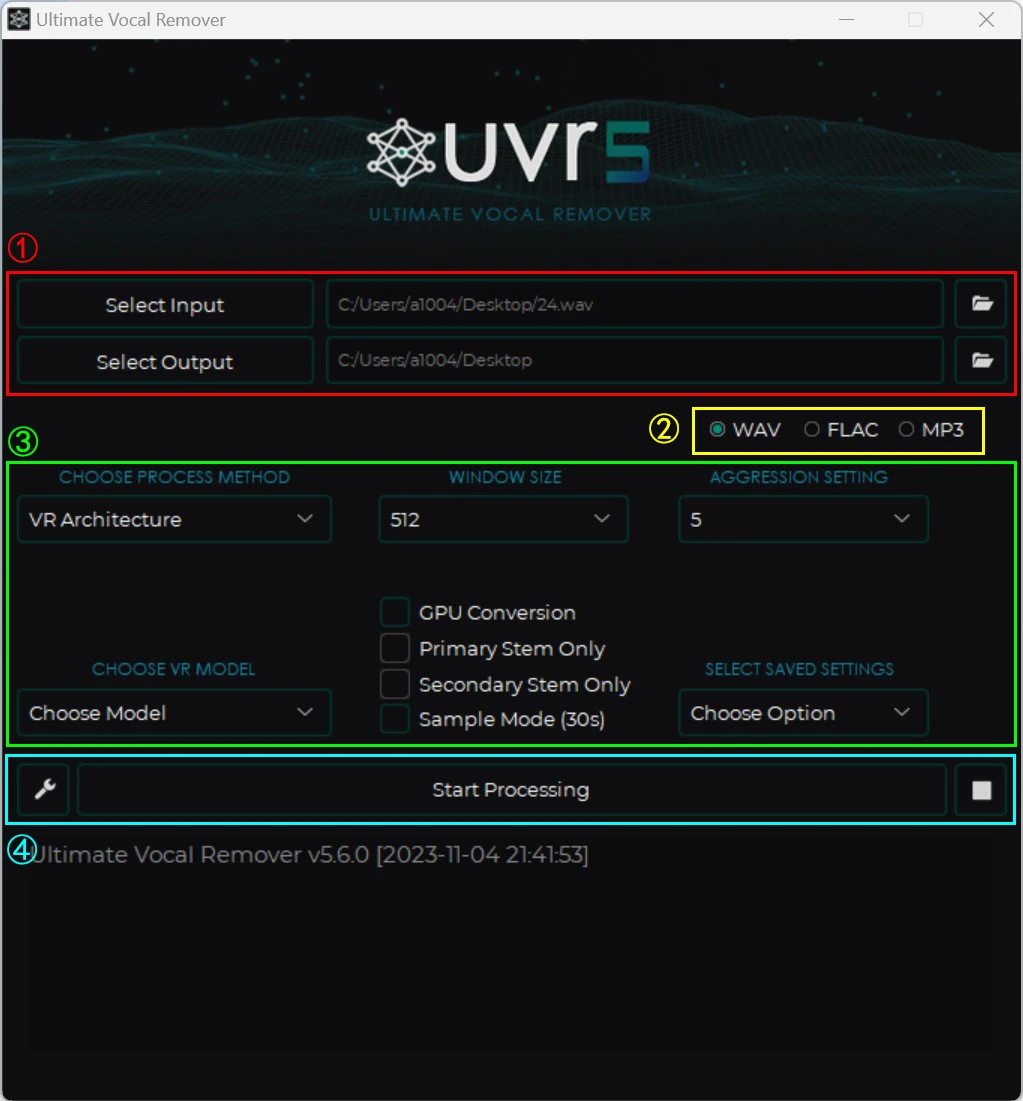 Ultimate Vocal Remover
uvr5
ULTIMATE VOCAL REMOVER
①
Select Input C:/Users/a1004/Desktop/24.wav
Select Output C:/Users/a1004/Desktop
② WAV FLAC MP3
③
CHOOSE PROCESS METHOD WINDOW SIZE AGGRESSION SETTING
VR Architecture 512 5
GPU Conversion
Primary Stem Only
CHOOSE VR MODEL Secondary Stem Only SELECT SAVED SETTINGS
Choose Model Sample Mode (30s) Choose Option
Start Processing
④
Ultimate Vocal Remover v5.6.0 [2023-11-04 21:41:53]